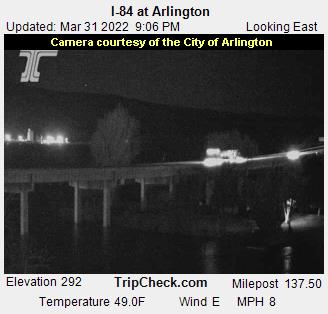 I-84 at Arlington
Updated: Mar 31 2022 9:06 PM Looking East
Camera courtesy of the City of Arlington
Elevation 292 TripCheck.com Milepost 137.50
Temperature 49.0F Wind E MPH 8